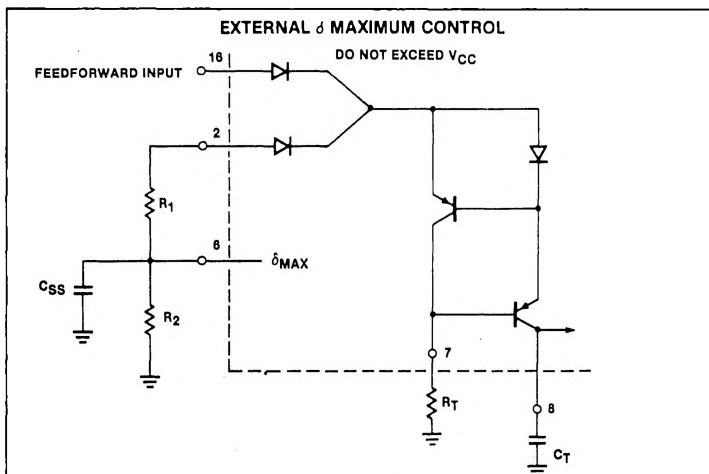 EXTERNAL δ MAXIMUM CONTROL
DO NOT EXCEED VCC
16
FEEDFORWARD INPUT
2
R1
6
δMAX
CSS
R2
7
RT
8
CT